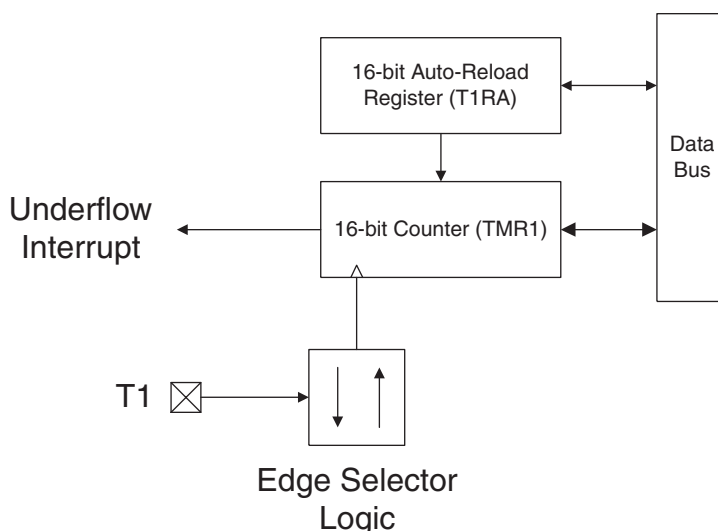 16-bit Auto-Reload
Register (T1RA)
Data
Bus
16-bit Counter (TMR1)
Underflow
Interrupt
T1
Edge Selector
Logic